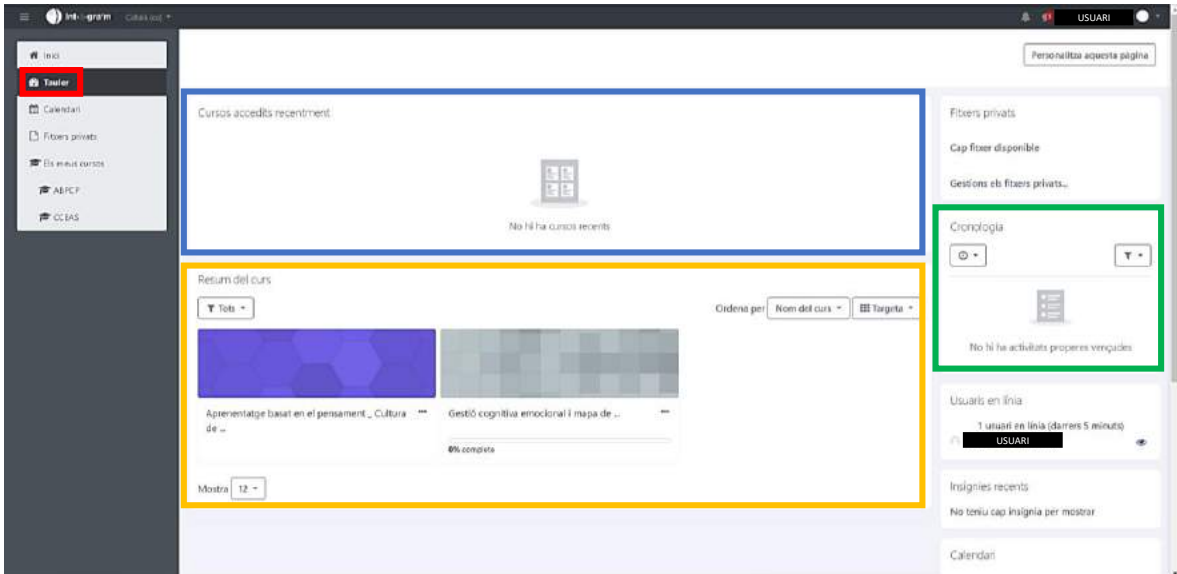 Català (ca)
USUARI
Inici
Personalitza aquesta pàgina
Tauler
Calendari
Fitxers privats
Els meus cursos
ABPCP
Cursos accedits recentment
No hi ha cursos recents
Fitxers privats
Cap fitxer disponible
Gestions els fitxers privats...
Cronologia
No hi ha activitats properes vençudes
Resum del curs
Tots
Ordena per Nom del curs Targeta
Aprenentatge basat en el pensament _ Cultura de ...
Gestió cognitiva emocional i mapa de ...
0% completa
Mostra 12
Usuaris en línia
1 usuari en línia (darrers 5 minuts)
USUARI
Insígnies recents
No teniu cap insígnia per mostrar
Calendari